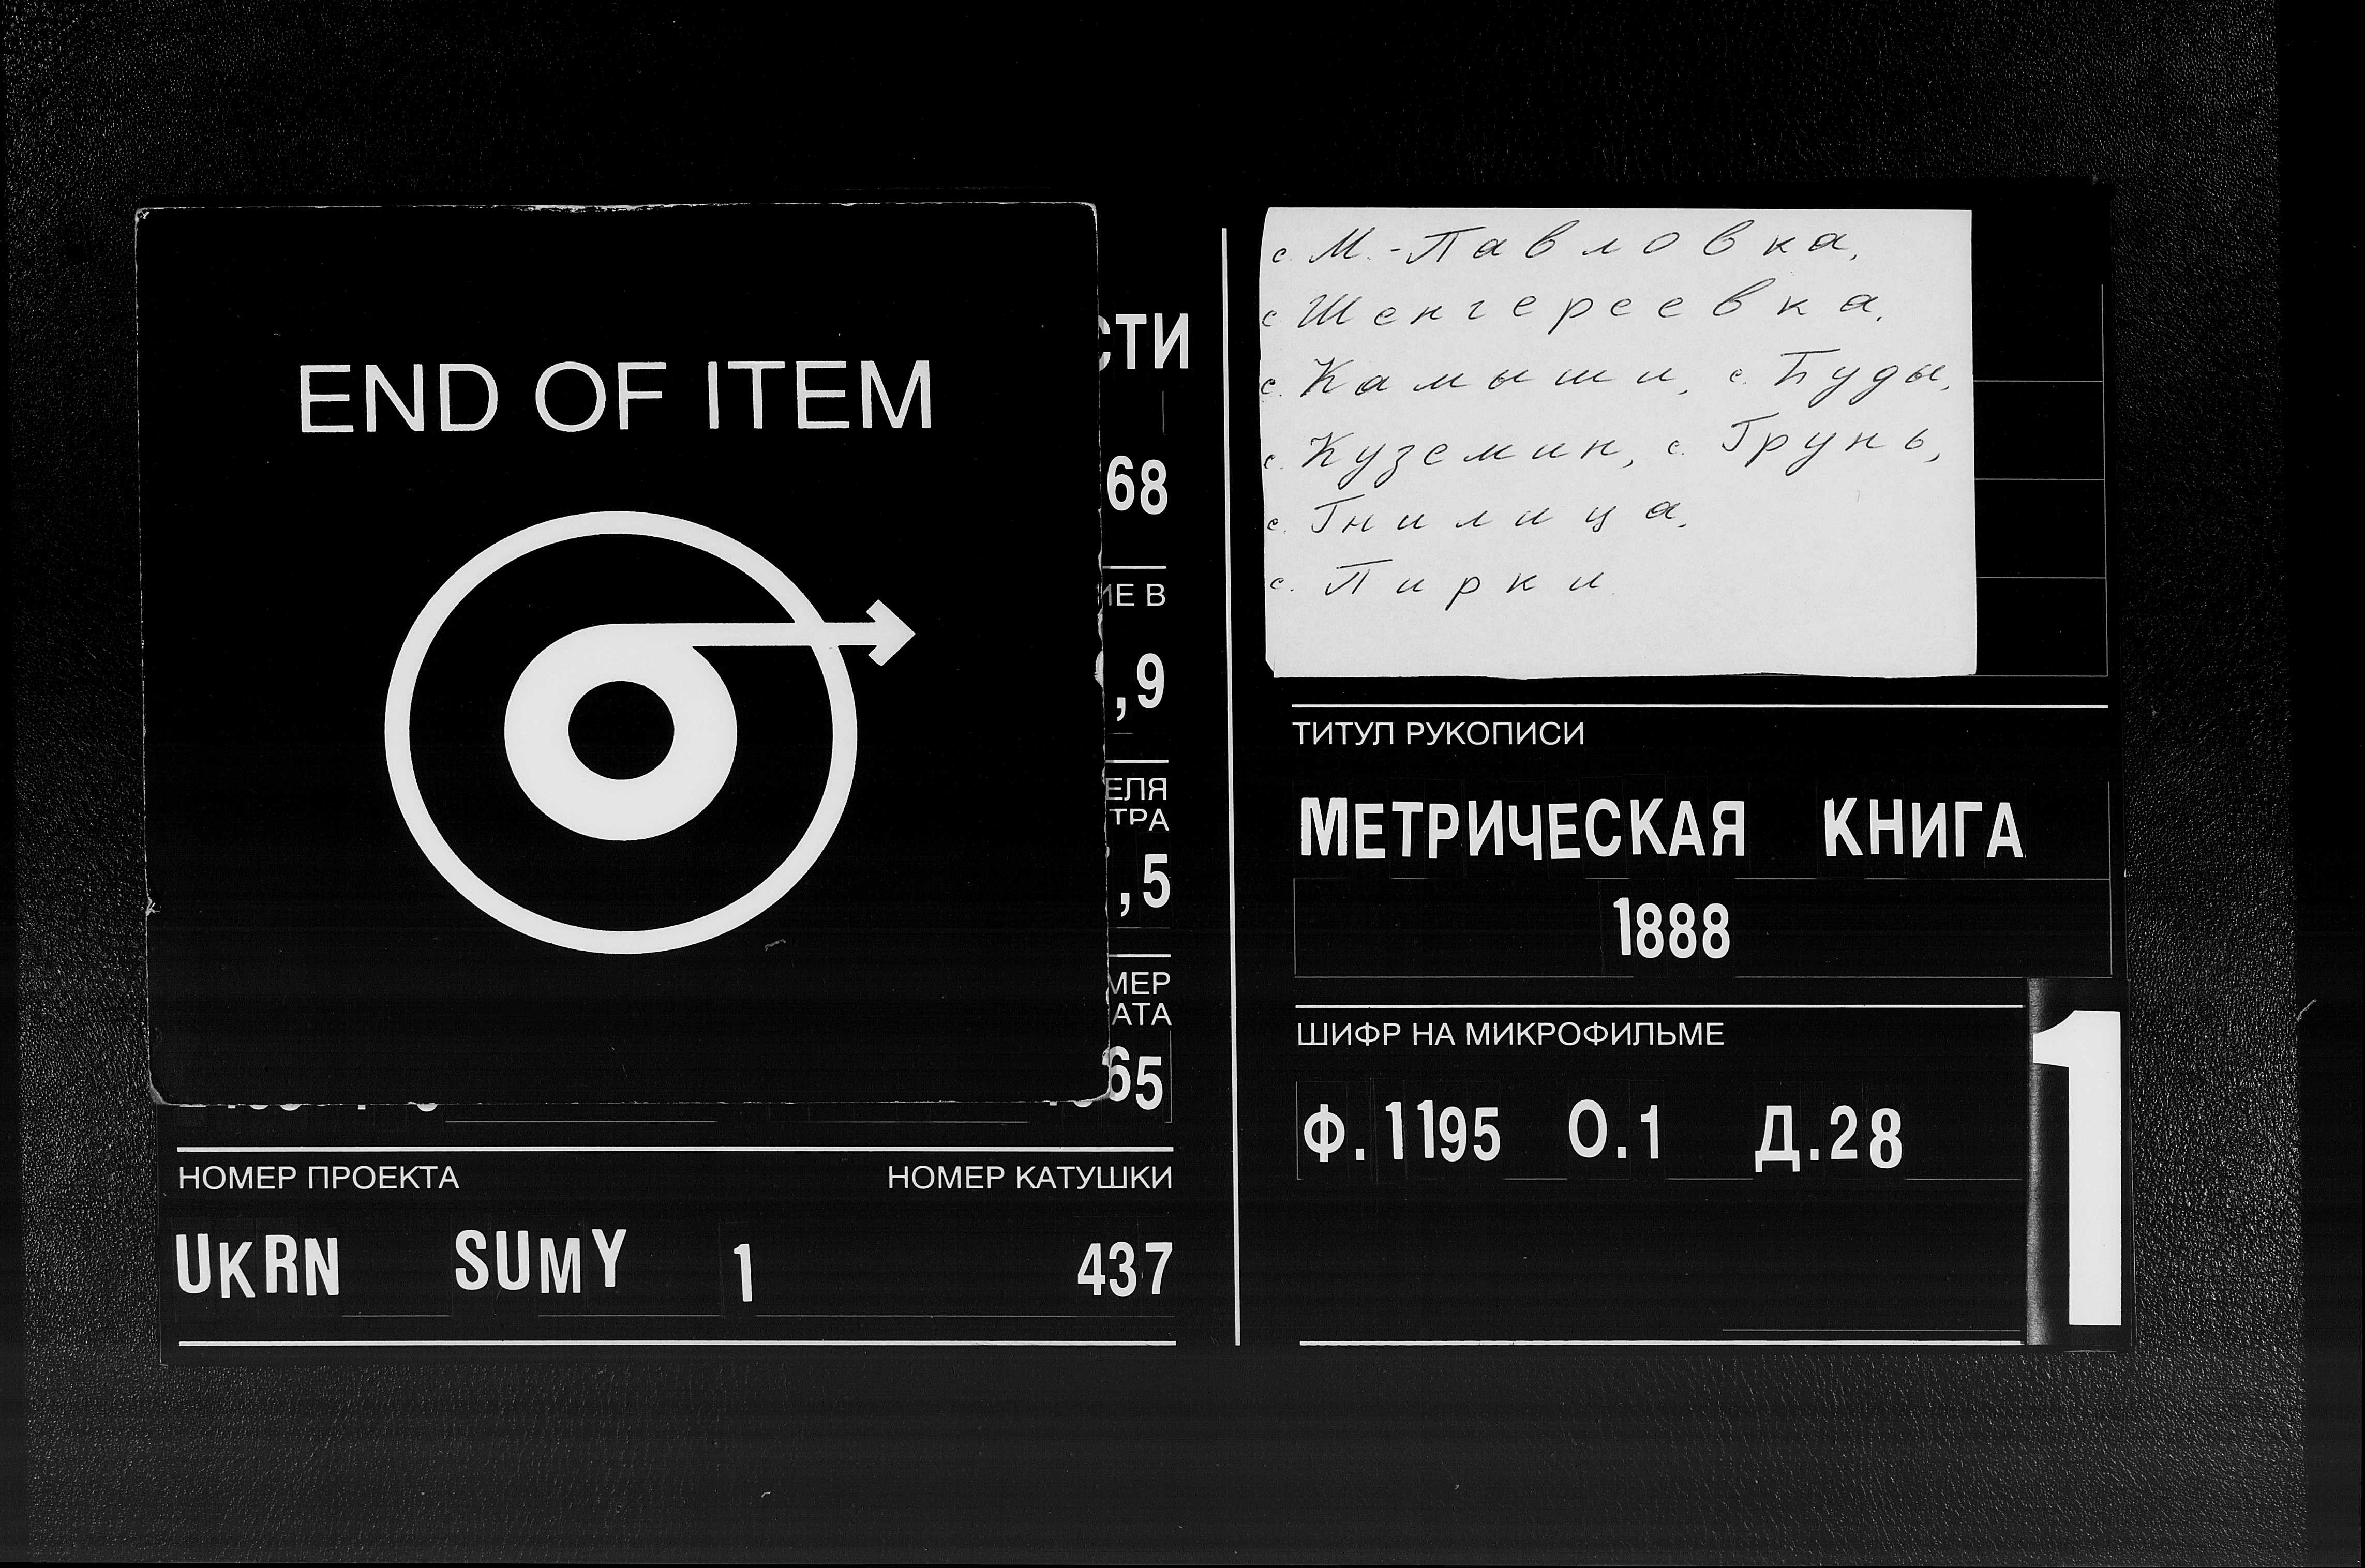 END OF ITEM
СТИ
68
ИЕ В
,9
ЕЛЯ
ТРА
,5
МЕР
АТА
65
НОМЕР ПРОЕКТА НОМЕР КАТУШКИ
UKRN SUMY 1 437
с. М.-Павловка,
с. Шенгереевка,
с. Камыши, с. Буды,
с. Куземин, с. Грунь,
с. Гнилица,
с. Пирки
ТИТУЛ РУКОПИСИ
МЕТРИЧЕСКАЯ КНИГА
1888
ШИФР НА МИКРОФИЛЬМЕ
Ф.1195 О.1 Д.28
1